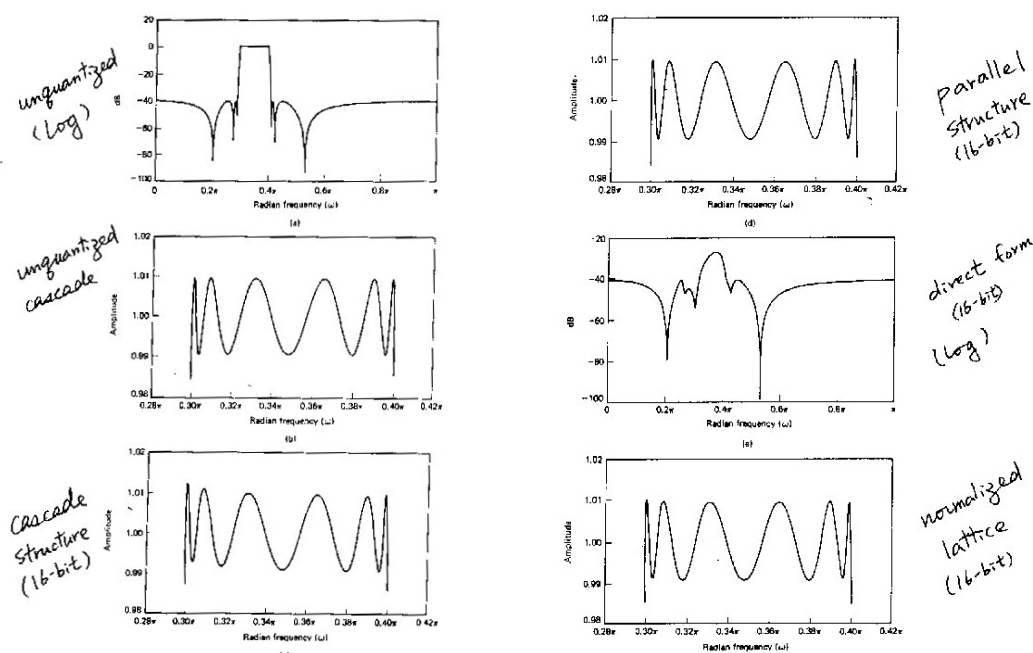 unquantized
(log)
20
0
-20
-40
-60
-80
-100
dB
0
0.2π
0.4π
0.6π
0.8π
π
Radian frequency (ω)
(a)
unquantized
cascade
1.02
1.01
1.00
0.99
0.98
Amplitude
0.28π
0.30π
0.32π
0.34π
0.36π
0.38π
0.40π
0.42π
Radian frequency (ω)
(b)
cascade
structure
(16-bit)
1.02
1.01
1.00
0.99
0.98
Amplitude
0.28π
0.30π
0.32π
0.34π
0.36π
0.38π
0.40π
0.42π
Radian frequency (ω)
parallel
structure
(16-bit)
1.02
1.01
1.00
0.99
0.98
Amplitude
0.28π
0.30π
0.32π
0.34π
0.36π
0.38π
0.40π
0.42π
Radian frequency (ω)
(d)
direct form
(16-bit)
(log)
-20
-40
-60
-80
-100
dB
0
0.2π
0.4π
0.6π
0.8π
π
Radian frequency (ω)
(e)
normalized
lattice
(16-bit)
1.02
1.01
1.00
0.99
0.98
Amplitude
0.28π
0.30π
0.32π
0.34π
0.36π
0.38π
0.40π
0.42π
Radian frequency (ω)